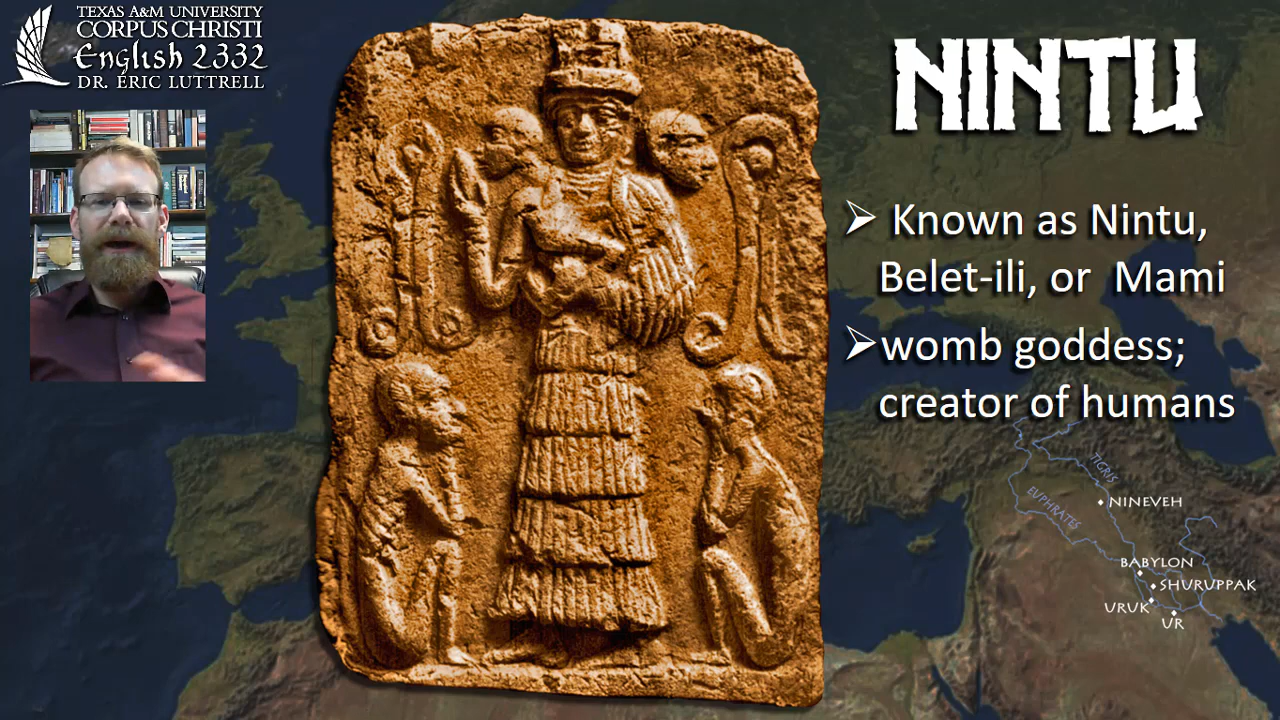 TEXAS A&M UNIVERSITY
CORPUS CHRISTI
English 2332
DR. ERIC LUTTRELL
NINTU
➢ Known as Nintu,
Belet-ili, or Mami
➢womb goddess;
creator of humans
TIGRIS
EUPHRATES
NINEVEH
BABYLON
SHURUPPAK
URUK
UR